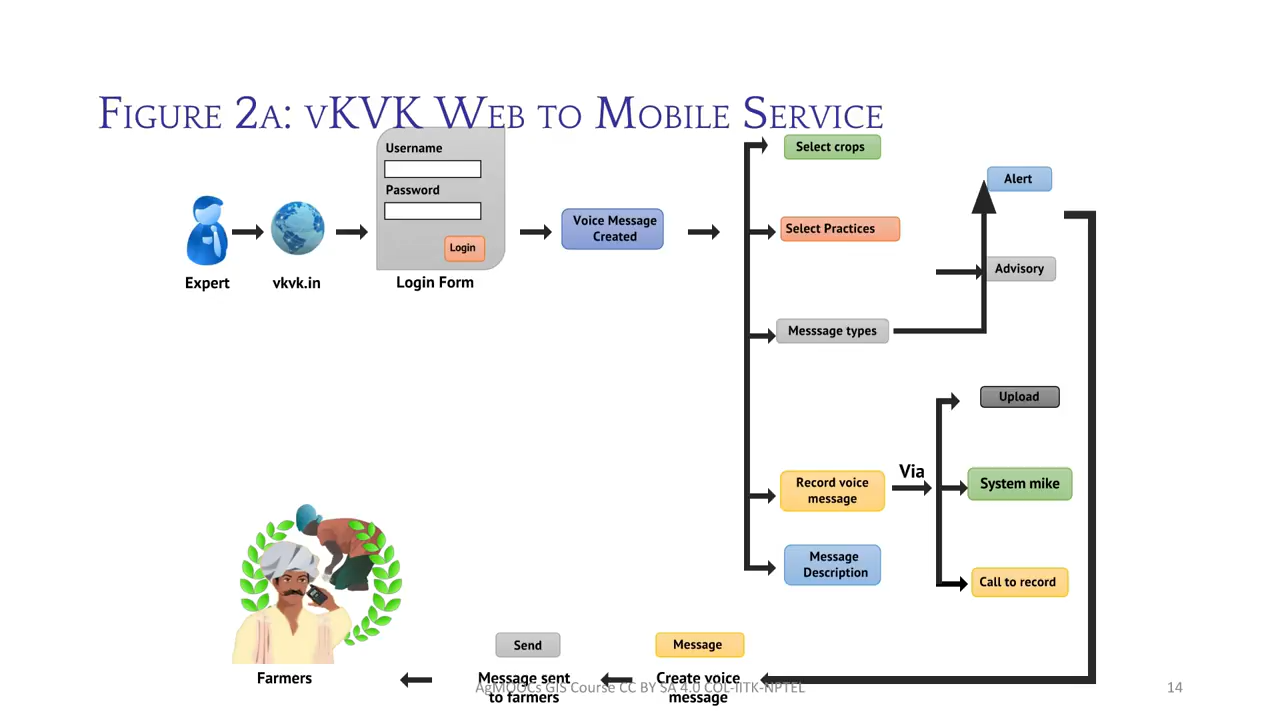 FIGURE 2A: VKVK WEB TO MOBILE SERVICE
Username
Password
Login
Login Form
Expert
vkvk.in
Voice Message
Created
Select crops
Select Practices
Messsage types
Alert
Advisory
Record voice
message
Via
Upload
System mike
Call to record
Message
Description
Message
Create voice
message
Send
Message sent
to farmers
Farmers
AgMOOCs GIS Course CC BY SA 4.0 COL-IITK-NPTEL
14